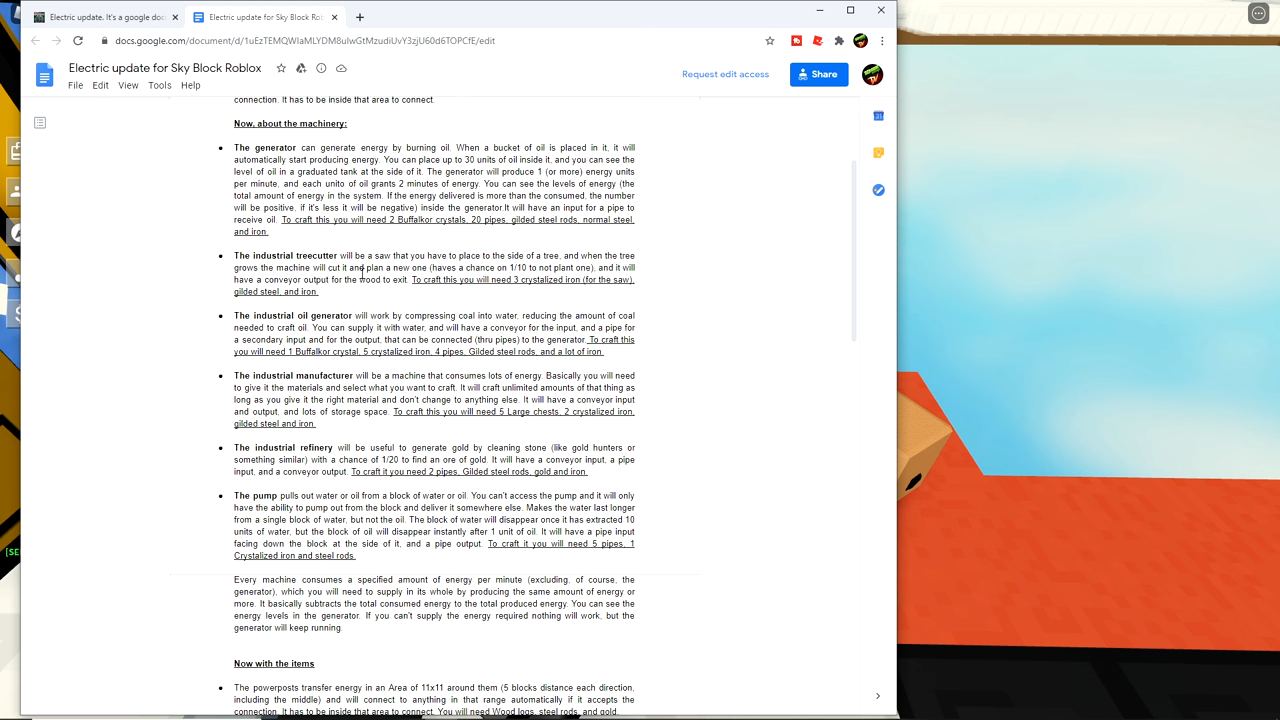 Electric update. It's a google doc
Electric update for Sky Block Rob
docs.google.com/document/d/1uEzTEMQWIaMLYDM8uIwGtMzudiUvY3zjU60d6TOPCfE/edit
Electric update for Sky Block Roblox
Request edit access
Share
File Edit View Tools Help
connection. It has to be inside that area to connect.
Now, about the machinery:
The generator can generate energy by burning oil. When a bucket of oil is placed in it, it will
automatically start producing energy. You can place up to 30 units of oil inside it, and you can see the
level of oil in a graduated tank at the side of it. The generator will produce 1 (or more) energy units
per minute, and each units of oil grants 2 minutes of energy. You can see the levels of energy (the
total amount of energy in the system. If the energy delivered is more than the consumed, the number
will be positive, if it's less it will be negative) inside the generator.It will have an input for a pipe to
receive oil. To craft this you will need 2 Buffalkor crystals, 20 pipes, gilded steel rods, normal steel,
and iron.
The industrial treecutter will be a saw that you have to place to the side of a tree, and when the tree
grows the machine will cut it and plan a new one (haves a chance on 1/10 to not plant one), and it will
have a conveyor output for the wood to exit. To craft this you will need 3 crystalized iron (for the saw),
gilded steel, and iron.
The industrial oil generator will work by compressing coal into water, reducing the amount of coal
needed to craft oil. You can supply it with water, and will have a conveyor for the input, and a pipe for
a secondary input and for the output, that can be connected (thru pipes) to the generator. To craft this
you will need 1 Buffalkor crystal, 5 crystalized iron, 4 pipes, Gilded steel rods, and a lot of iron.
The industrial manufacturer will be a machine that consumes lots of energy. Basically you will need
to give it the materials and select what you want to craft. It will craft unlimited amounts of that thing as
long as you give it the right material and don't change to anything else. It will have a conveyor input
and output, and lots of storage space. To craft this you will need 5 Large chests, 2 crystalized iron,
gilded steel and iron.
The industrial refinery will be useful to generate gold by cleaning stone (like gold hunters or
something similar) with a chance of 1/20 to find an ore of gold. It will have a conveyor input, a pipe
input, and a conveyor output. To craft it you need 2 pipes, Gilded steel rods, gold and iron.
The pump pulls out water or oil from a block of water or oil. You can't access the pump and it will only
have the ability to pump out from the block and deliver it somewhere else. Makes the water last longer
from a single block of water, but not the oil. The block of water will disappear once it has extracted 10
units of water, but the block of oil will disappear instantly after 1 unit of oil. It will have a pipe input
facing down the block at the side of it, and a pipe output. To craft it you will need 5 pipes, 1
Crystalized iron and steel rods.
Every machine consumes a specified amount of energy per minute (excluding, of course, the
generator), which you will need to supply in its whole by producing the same amount of energy or
more. It basically subtracts the total consumed energy to the total produced energy. You can see the
energy levels in the generator. If you can't supply the energy required nothing will work, but the
generator will keep running.
Now with the items
The powerposts transfer energy in an Area of 11x11 around them (5 blocks distance each direction,
including the middle) and will connect to anything in that range automatically if it accepts the
connection. It has to be inside that area to connect. You will need Wood logs, steel rods, and gold.